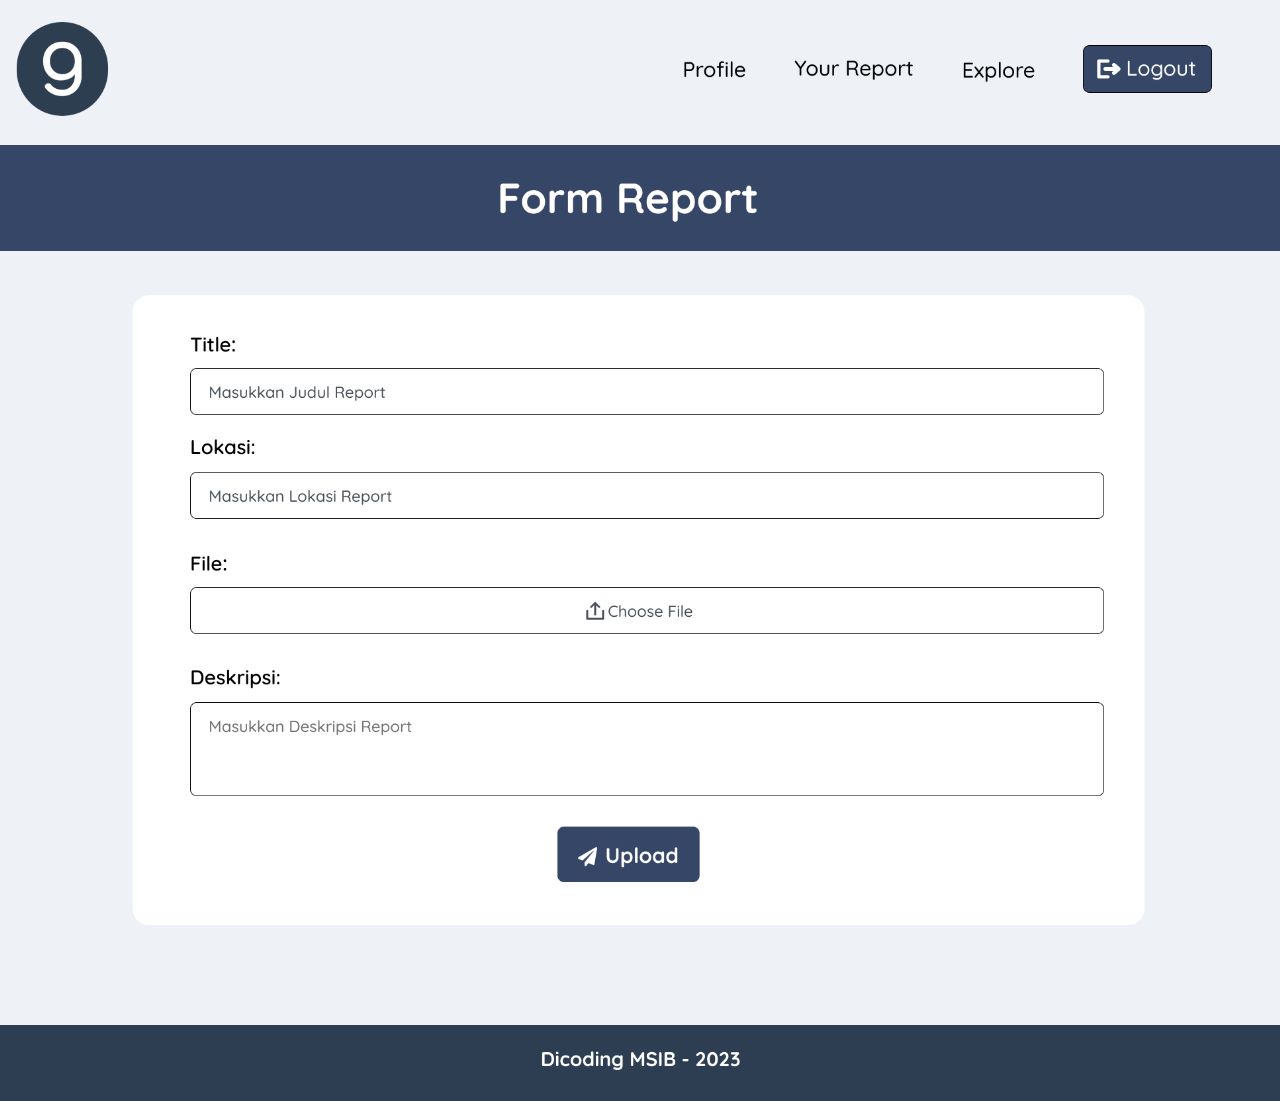 g
Profile
Your Report
Explore
Logout
Form Report
Title:
Masukkan Judul Report
Lokasi:
Masukkan Lokasi Report
File:
Choose File
Deskripsi:
Masukkan Deskripsi Report
Upload
Dicoding MSIB - 2023